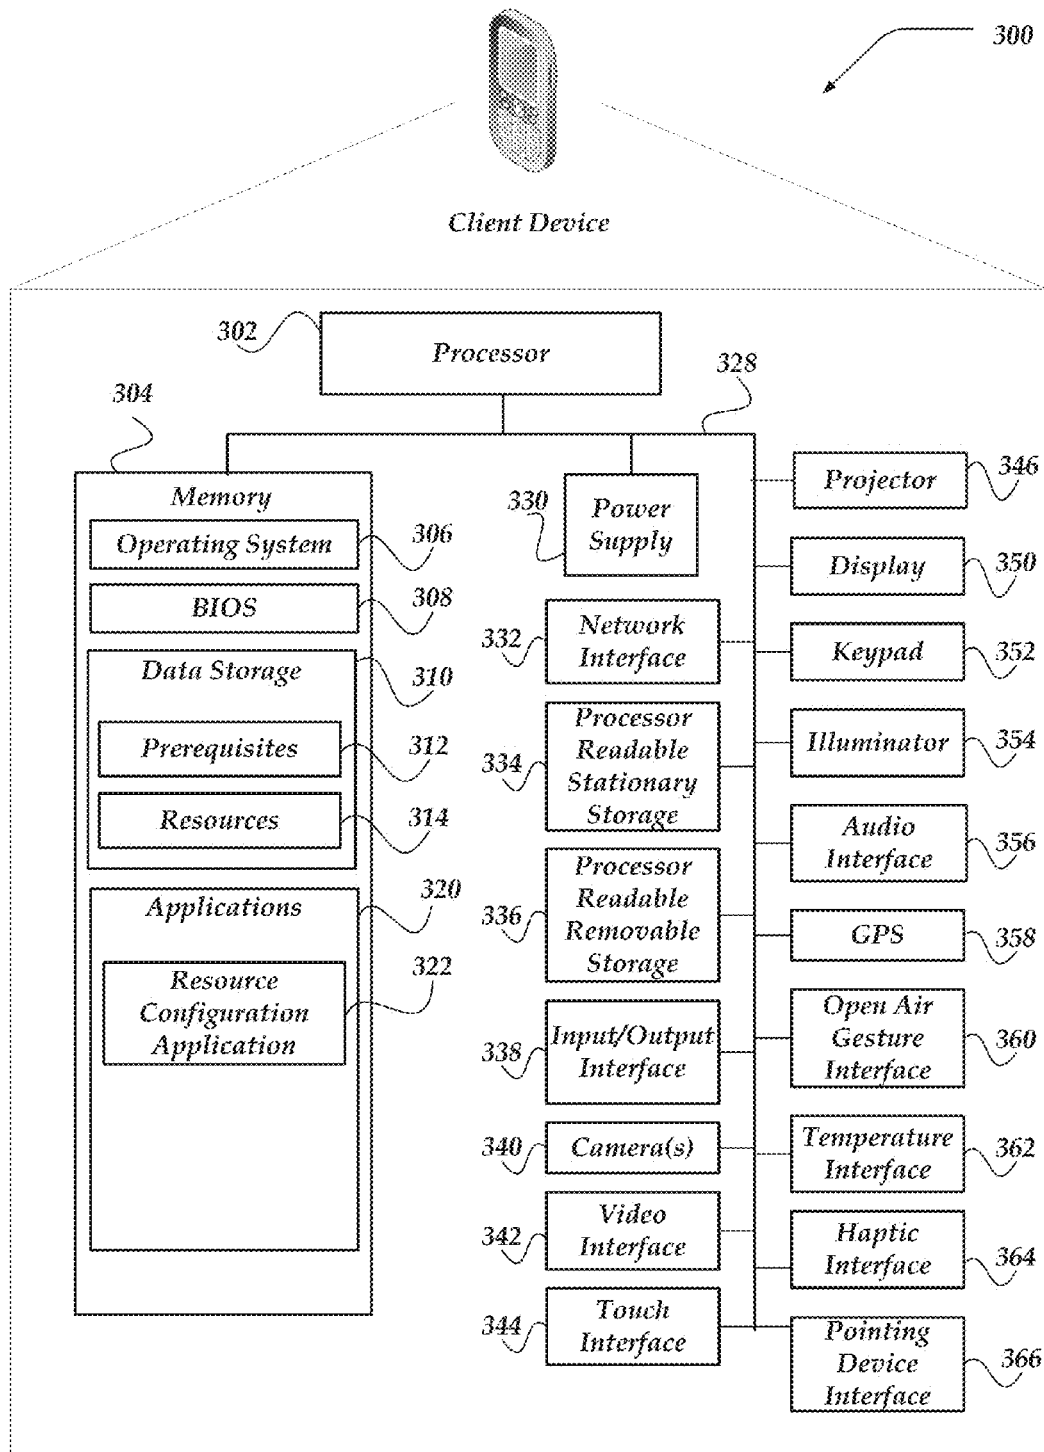 300
Client Device
302
Processor
328
304
Memory
Operating System
306
BIOS
308
Data Storage
310
Prerequisites
312
Resources
314
Applications
320
Resource
Configuration
Application
322
330
Power
Supply
332
Network
Interface
334
Processor
Readable
Stationary
Storage
336
Processor
Readable
Removable
Storage
338
Input/Output
Interface
340
Camera(s)
342
Video
Interface
344
Touch
Interface
Projector
346
Display
350
Keypad
352
Illuminator
354
Audio
Interface
356
GPS
358
Open Air
Gesture
Interface
360
Temperature
Interface
362
Haptic
Interface
364
Pointing
Device
Interface
366